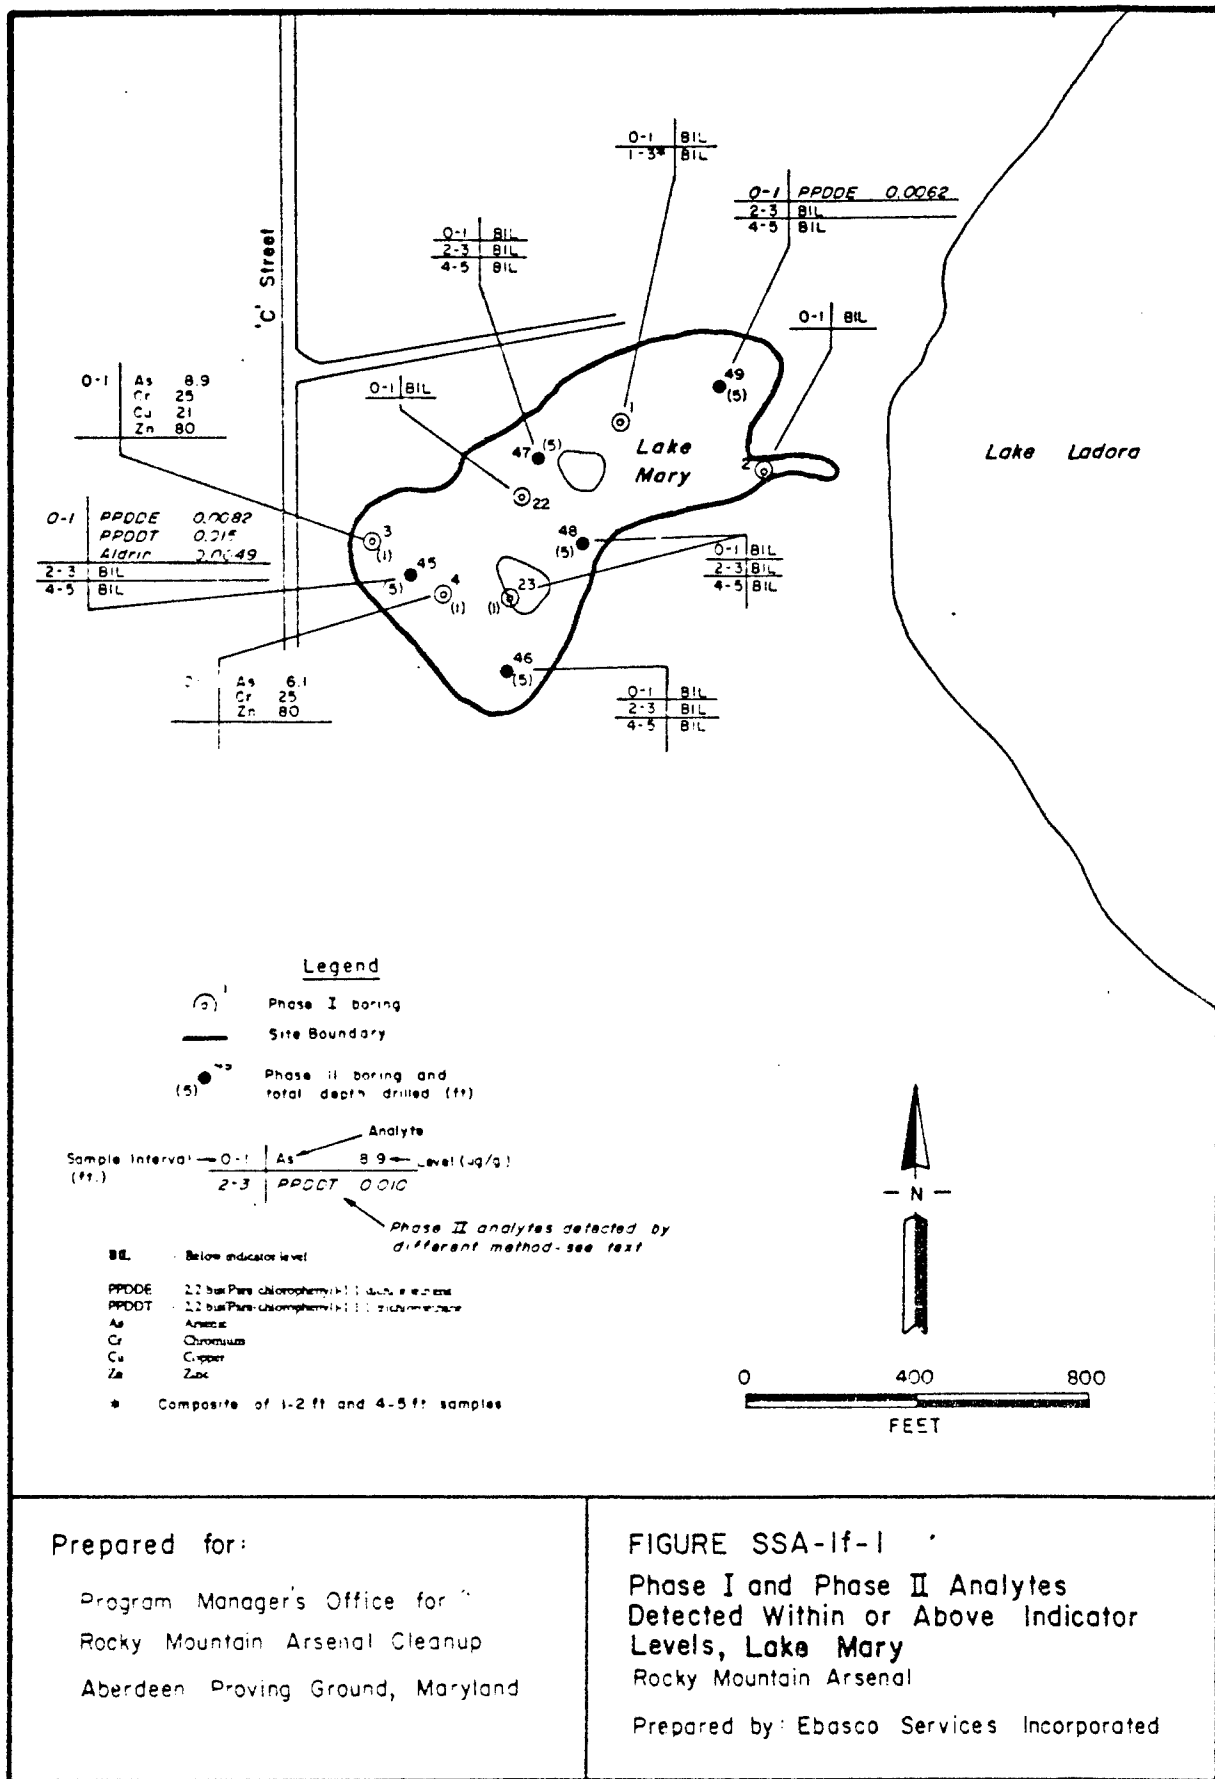 0-1 BIL
1-3* BIL
0-1 PPDDE 0.0062
2-3 BIL
4-5 BIL
0-1 BIL
2-3 BIL
4-5 BIL
'C' Street
0-1 BIL
0-1 As 8.9
Cr 25
Cu 21
Zn 80
0-1 BIL
49
(5)
1
Lake
Mary
47 (5)
2
22
Lake Ladora
0-1 PPDDE 0.0082
PPDDT
Aldrin
2-3 BIL
4-5 BIL
3
(1)
45
(5)
4
(1)
48
(5)
23
(1)
0-1 BIL
2-3 BIL
4-5 BIL
46
(5)
As 6.1
Cr 25
Zn 80
0-1 BIL
2-3 BIL
4-5 BIL
Legend
1
Phase I boring
Site Boundary
(5)
Phase II boring and
total depth drilled (ft)
Analyte
Sample Interval 0-1 As 8.9 Level (ug/g)
(ft.)
2-3 PPDDT 0.010
Phase II analytes detected by
different method-see text
BIL Below indicator level
PPDDE
PPDDT
As Arsenic
Cr Chromium
Cu Copper
Zn Zinc
* Composite of 1-2 ft and 4-5 ft samples
- N -
0 400 800
FEET
Prepared for:
Program Manager's Office for
Rocky Mountain Arsenal Cleanup
Aberdeen Proving Ground, Maryland
FIGURE SSA-1f-1
Phase I and Phase II Analytes
Detected Within or Above Indicator
Levels, Lake Mary
Rocky Mountain Arsenal
Prepared by: Ebasco Services Incorporated